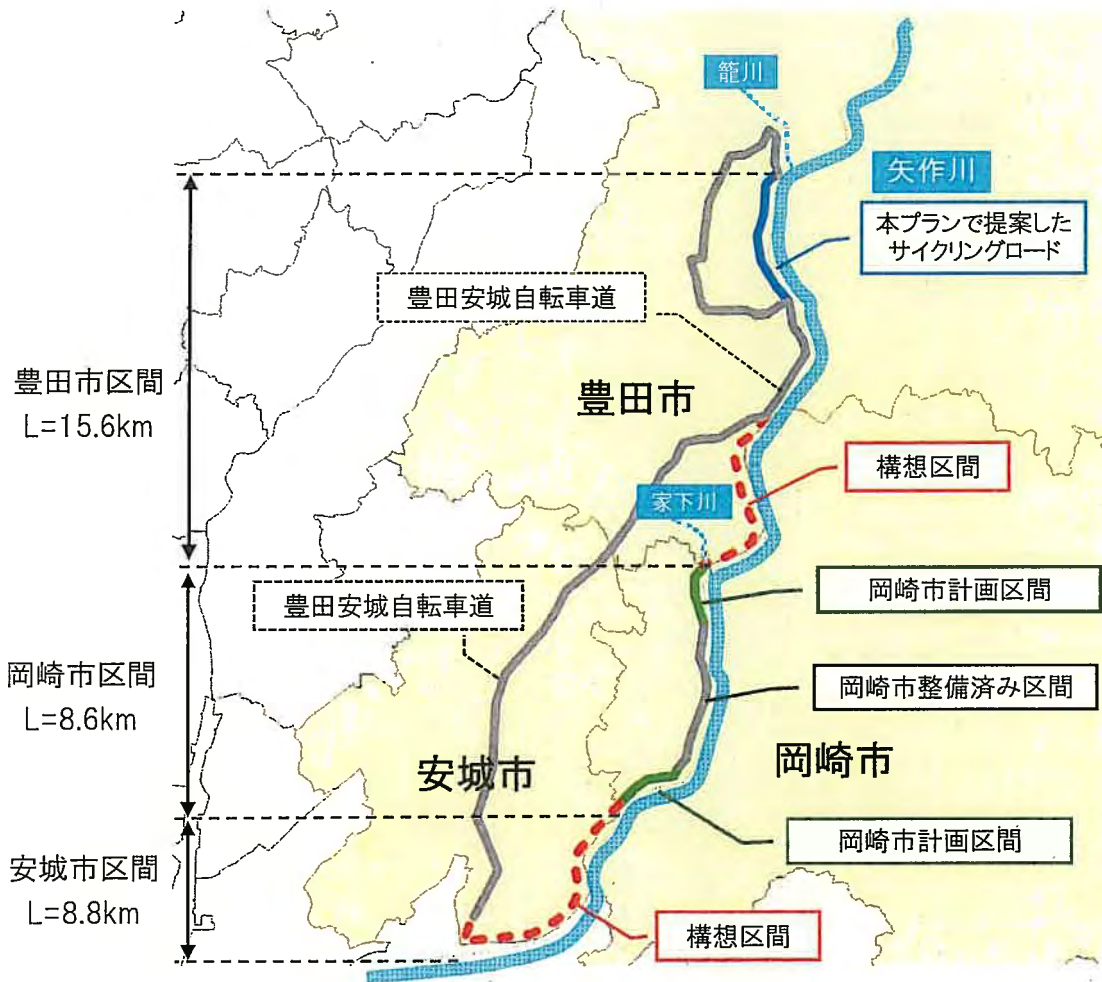 籠川
矢作川
本プランで提案した
サイクリングロード
豊田安城自転車道
豊田市区間
L=15.6km
豊田市
構想区間
家下川
岡崎市計画区間
豊田安城自転車道
岡崎市区間
L=8.6km
岡崎市整備済み区間
安城市
岡崎市
岡崎市計画区間
安城市区間
L=8.8km
構想区間